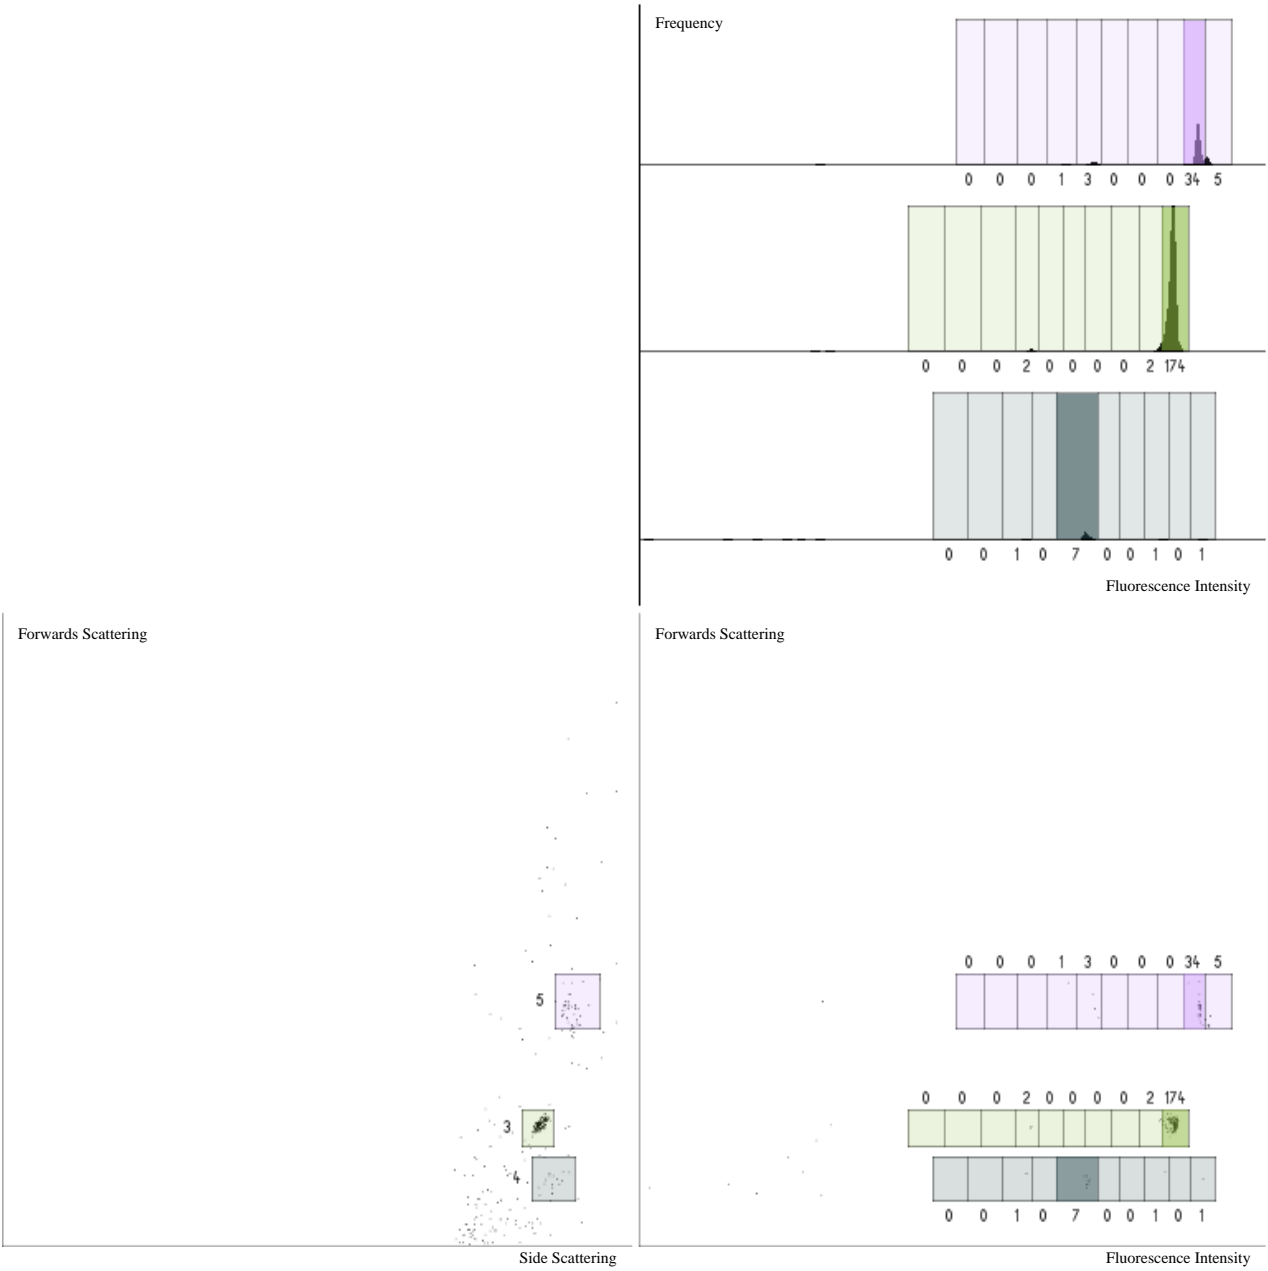 Frequency
0 0 0 1 3 0 0 0 34 5
0 0 0 2 0 0 0 0 2 174
0 0 1 0 7 0 0 1 0 1
Fluorescence Intensity
Forwards Scattering
5
3
4
Side Scattering
Forwards Scattering
0 0 0 1 3 0 0 0 34 5
0 0 0 2 0 0 0 0 2 174
0 0 1 0 7 0 0 1 0 1
Fluorescence Intensity